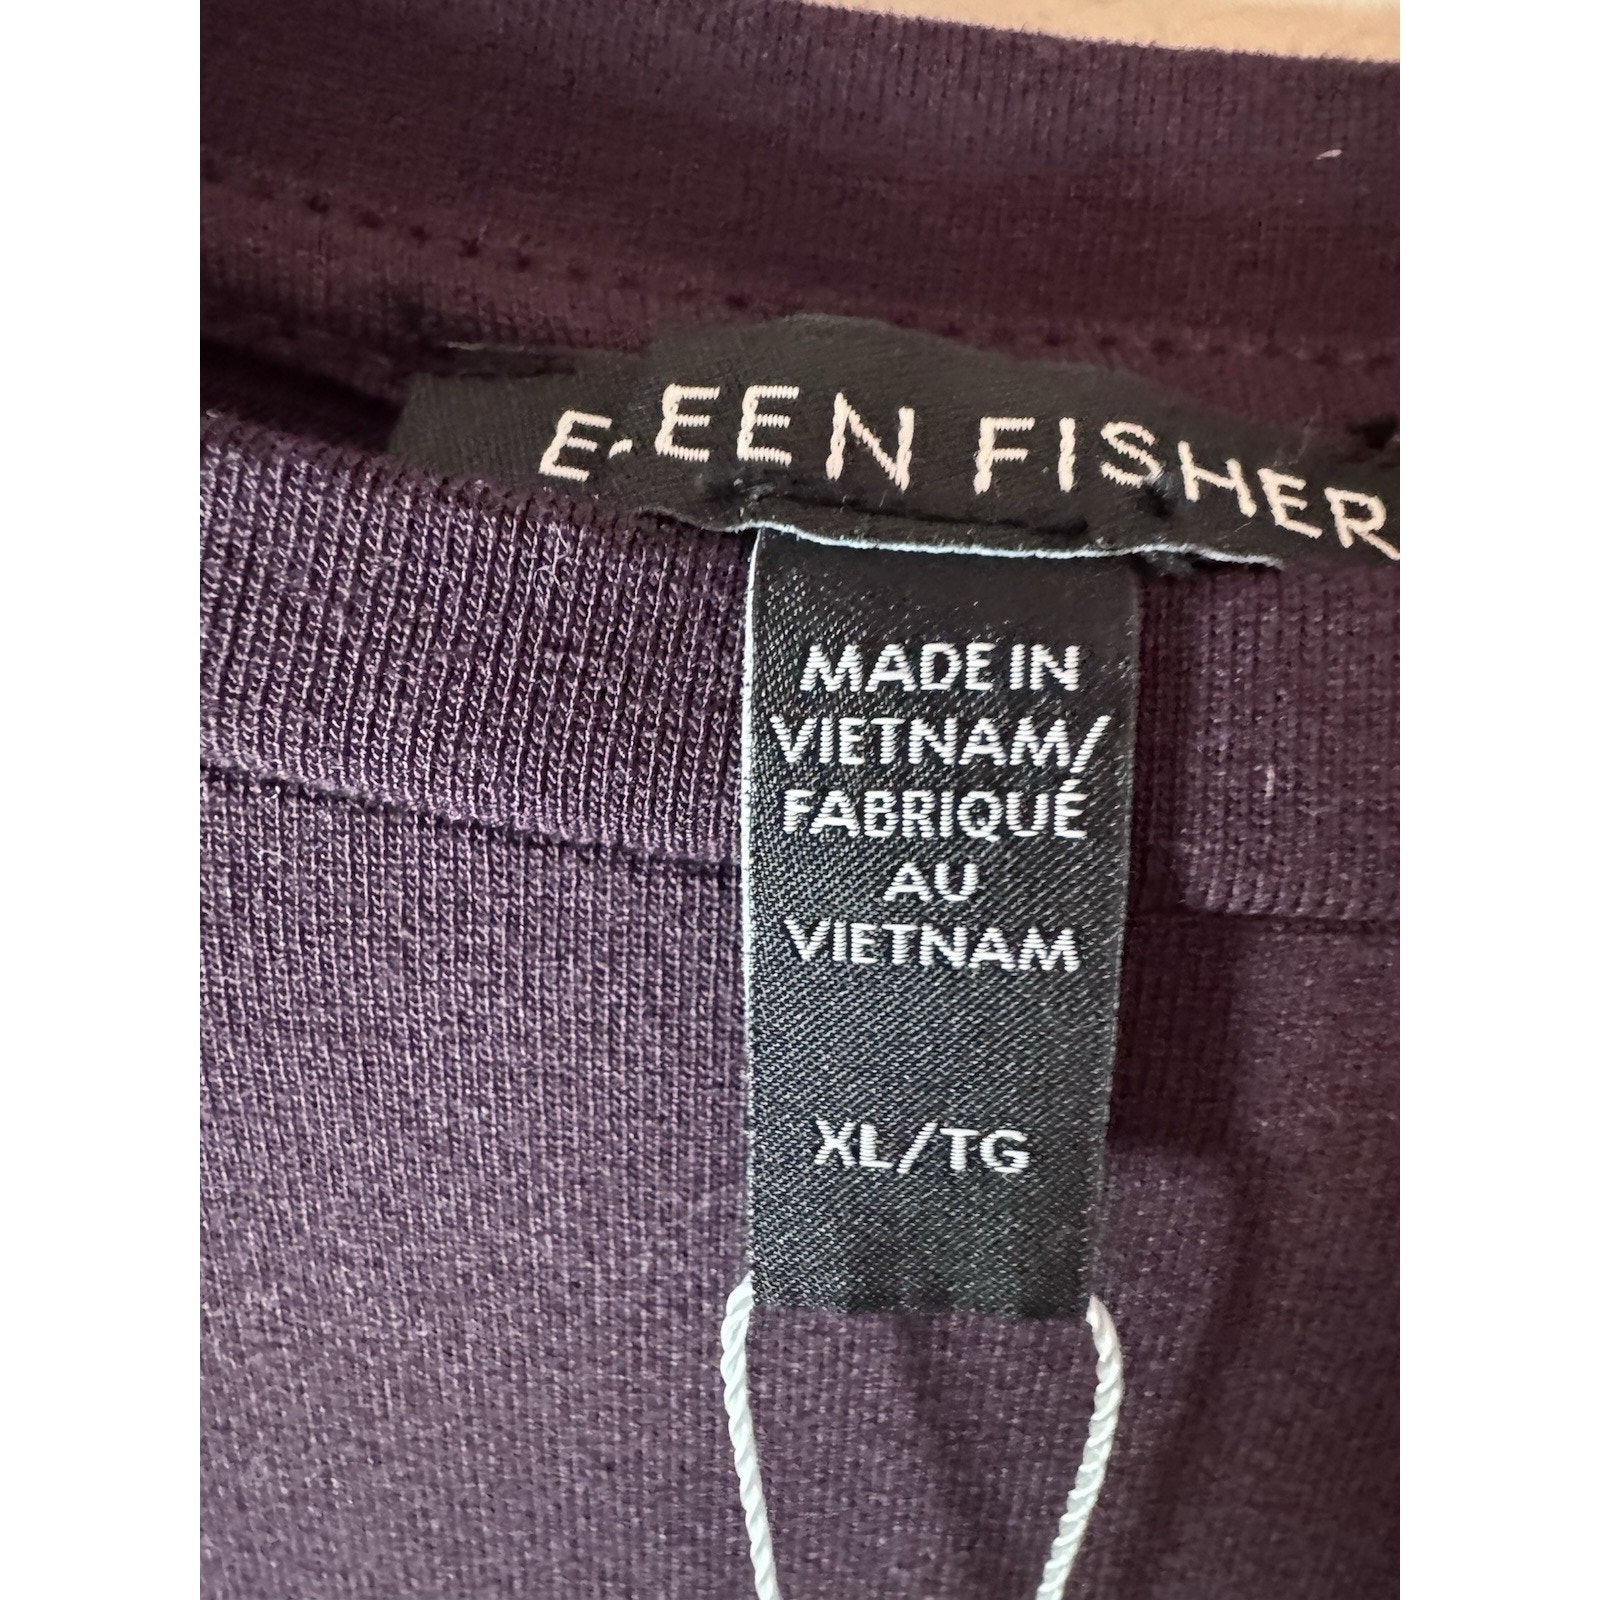 E-EEN FISHER
MADE IN
VIETNAM/
FABRIQUÉ
AU
VIETNAM
XL/TG